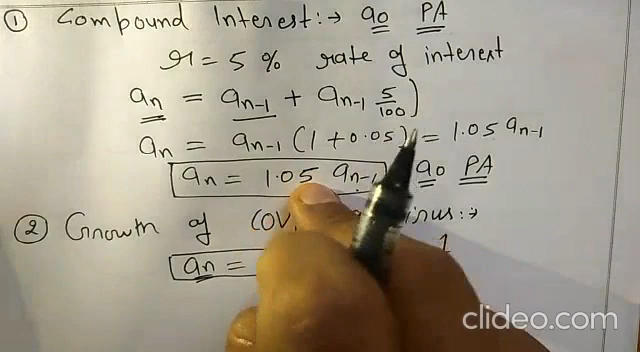 ① Compound Interest:→ a₀ PA
r = 5 % rate of interest
aₙ = aₙ₋₁ + aₙ₋₁ 5/100)
aₙ = aₙ₋₁ (1 + 0.05) = 1.05 aₙ₋₁
aₙ = 1.05 aₙ₋₁ a₀ PA
② Growth of :→
aₙ = 1
clideo.com